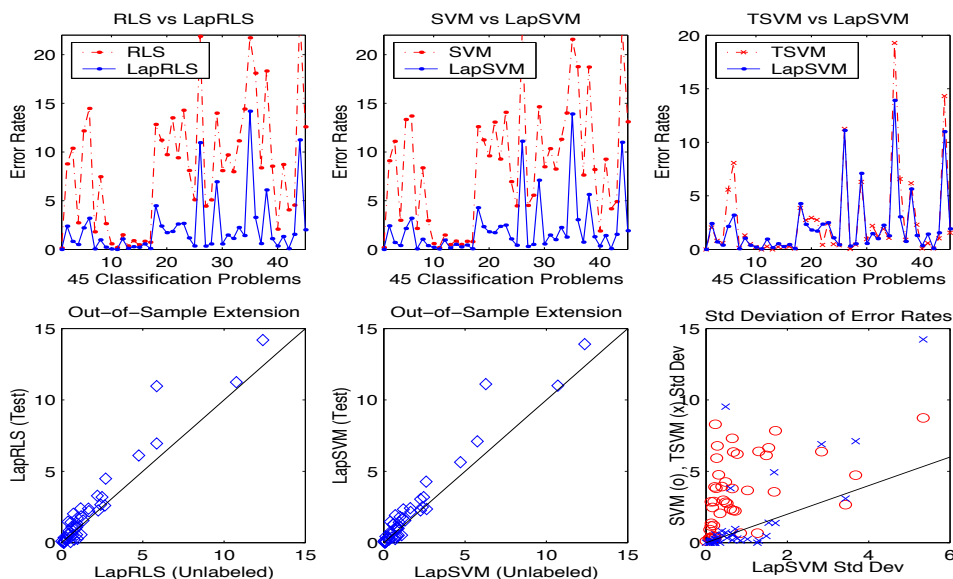 RLS vs LapRLS
SVM vs LapSVM
TSVM vs LapSVM
20
15
10
5
0
Error Rates
RLS
LapRLS
10 20 30 40
45 Classification Problems
20
15
10
5
0
Error Rates
SVM
LapSVM
10 20 30 40
45 Classification Problems
20
15
10
5
0
Error Rates
TSVM
LapSVM
10 20 30 40
45 Classification Problems
Out−of−Sample Extension
15
10
5
0
LapRLS (Test)
0 5 10 15
LapRLS (Unlabeled)
Out−of−Sample Extension
15
10
5
0
LapSVM (Test)
0 5 10 15
LapSVM (Unlabeled)
Std Deviation of Error Rates
15
10
5
0
SVM (o), TSVM (x) Std Dev
0 2 4 6
LapSVM Std Dev